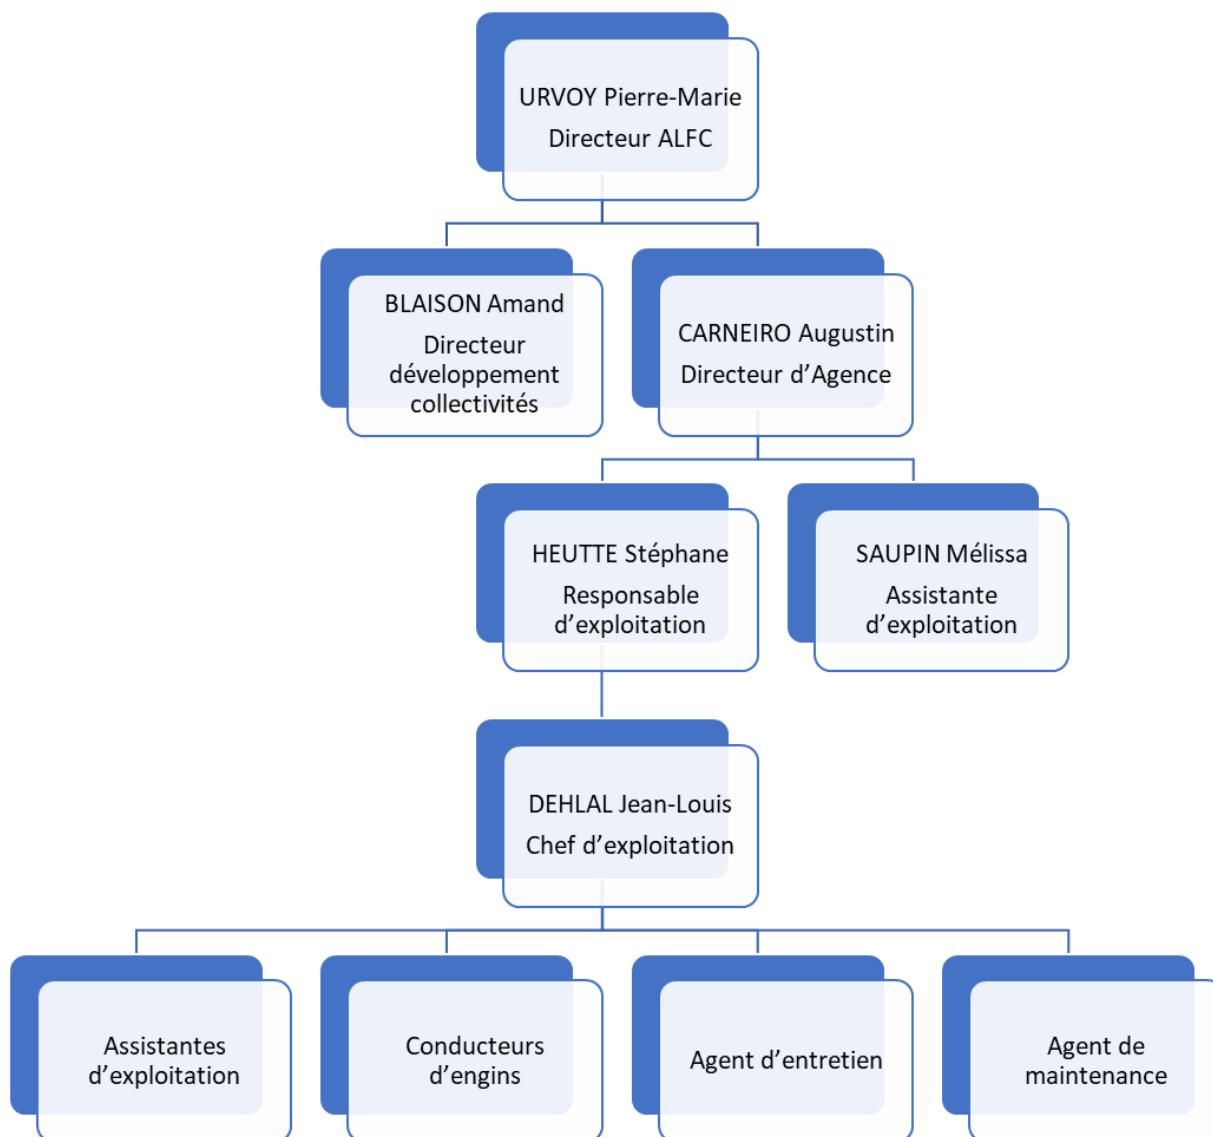 URVOY Pierre-Marie
Directeur ALFC
BLAISON Amand
Directeur
développement
collectivités
CARNEIRO Augustin
Directeur d’Agence
HEUTTE Stéphane
Responsable
d’exploitation
SAUPIN Mélissa
Assistante
d’exploitation
DEHLAL Jean-Louis
Chef d’exploitation
Assistantes
d’exploitation
Conducteurs
d’engins
Agent d’entretien
Agent de
maintenance